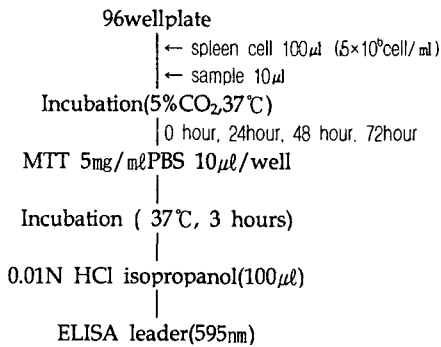 96wellplate
← spleen cell 100㎕ (5×10⁶cell/㎖)
← sample 10㎕
Incubation(5%CO₂,37℃)
0 hour, 24hour, 48 hour, 72hour
MTT 5mg/㎖PBS 10㎕/well
Incubation ( 37℃, 3 hours)
0.01N HCl isopropanol(100㎕)
ELISA leader(595nm)